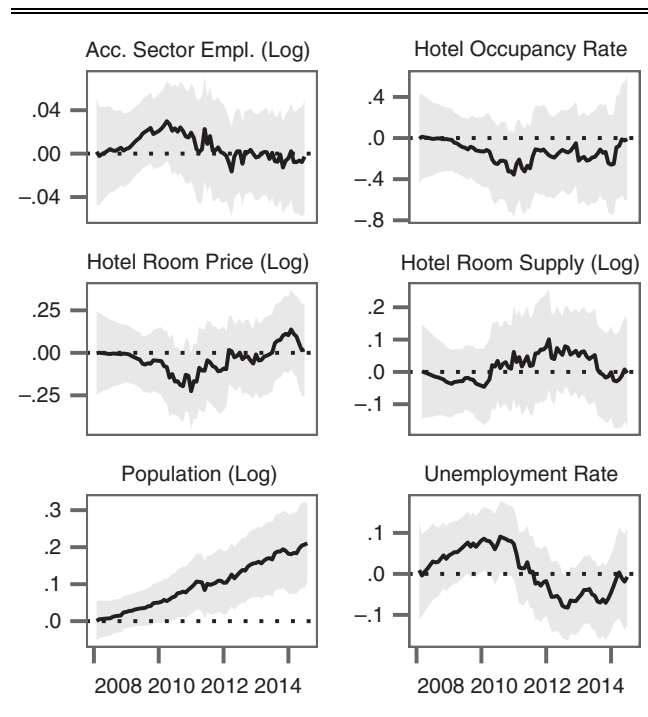 Acc. Sector Empl. (Log)
.04
.00
−.04
Hotel Occupancy Rate
.4
.0
−.4
−.8
Hotel Room Price (Log)
.25
.00
−.25
Hotel Room Supply (Log)
.2
.1
.0
−.1
Population (Log)
.3
.2
.1
.0
2008 2010 2012 2014
Unemployment Rate
.1
.0
−.1
2008 2010 2012 2014